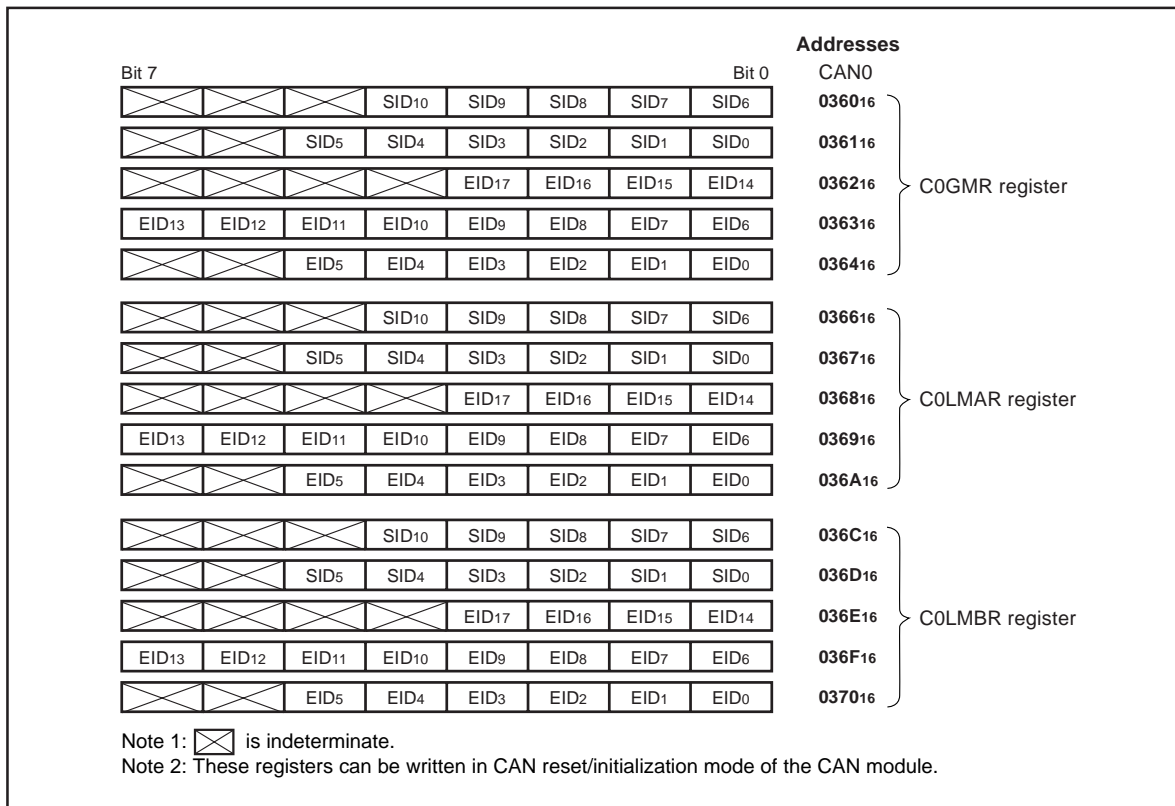 Addresses
Bit 7 Bit 0 CAN0
SID10 SID9 SID8 SID7 SID6 036016
SID5 SID4 SID3 SID2 SID1 SID0 036116
EID17 EID16 EID15 EID14 036216 C0GMR register
EID13 EID12 EID11 EID10 EID9 EID8 EID7 EID6 036316
EID5 EID4 EID3 EID2 EID1 EID0 036416
SID10 SID9 SID8 SID7 SID6 036616
SID5 SID4 SID3 SID2 SID1 SID0 036716
EID17 EID16 EID15 EID14 036816 C0LMAR register
EID13 EID12 EID11 EID10 EID9 EID8 EID7 EID6 036916
EID5 EID4 EID3 EID2 EID1 EID0 036A16
SID10 SID9 SID8 SID7 SID6 036C16
SID5 SID4 SID3 SID2 SID1 SID0 036D16
EID17 EID16 EID15 EID14 036E16 C0LMBR register
EID13 EID12 EID11 EID10 EID9 EID8 EID7 EID6 036F16
EID5 EID4 EID3 EID2 EID1 EID0 037016
Note 1: is indeterminate.
Note 2: These registers can be written in CAN reset/initialization mode of the CAN module.